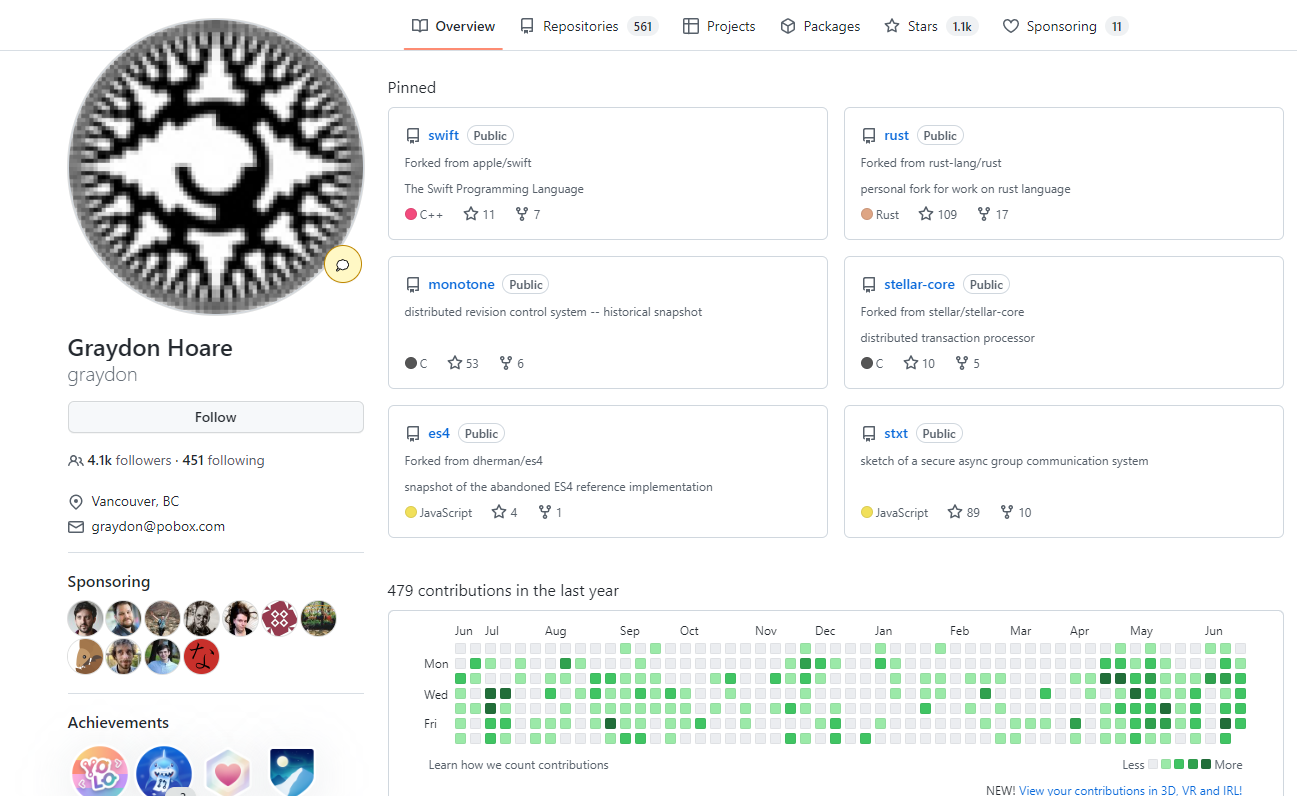 Overview
Repositories 561
Projects
Packages
Stars 1.1k
Sponsoring 11
Graydon Hoare
graydon
Follow
4.1k followers · 451 following
Vancouver, BC
graydon@pobox.com
Sponsoring
な
Achievements
YOLO
Pinned
swift Public
Forked from apple/swift
The Swift Programming Language
C++ 11 7
rust Public
Forked from rust-lang/rust
personal fork for work on rust language
Rust 109 17
monotone Public
distributed revision control system -- historical snapshot
C 53 6
stellar-core Public
Forked from stellar/stellar-core
distributed transaction processor
C 10 5
es4 Public
Forked from dherman/es4
snapshot of the abandoned ES4 reference implementation
JavaScript 4 1
stxt Public
sketch of a secure async group communication system
JavaScript 89 10
479 contributions in the last year
Jun Jul Aug Sep Oct Nov Dec Jan Feb Mar Apr May Jun
Mon
Wed
Fri
Learn how we count contributions
Less More
NEW! View your contributions in 3D, VR and IRL!